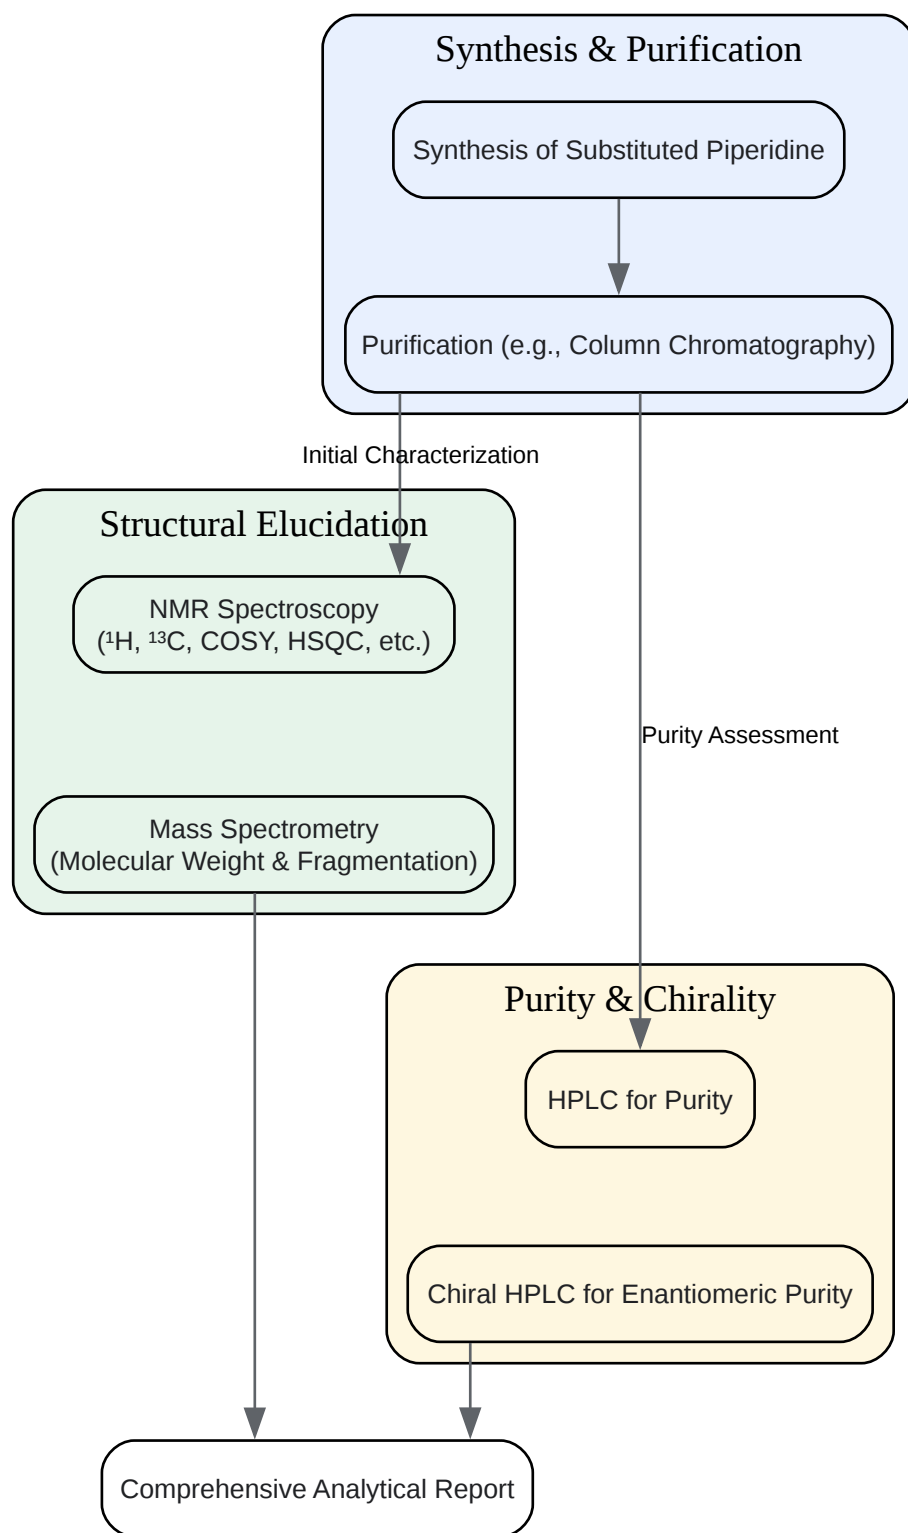 Synthesis & Purification
Synthesis of Substituted Piperidine
Purification (e.g., Column Chromatography)
Initial Characterization
Structural Elucidation
NMR Spectroscopy
(¹H, ¹³C, COSY, HSQC, etc.)
Purity Assessment
Mass Spectrometry
(Molecular Weight & Fragmentation)
Purity & Chirality
HPLC for Purity
Chiral HPLC for Enantiomeric Purity
Comprehensive Analytical Report